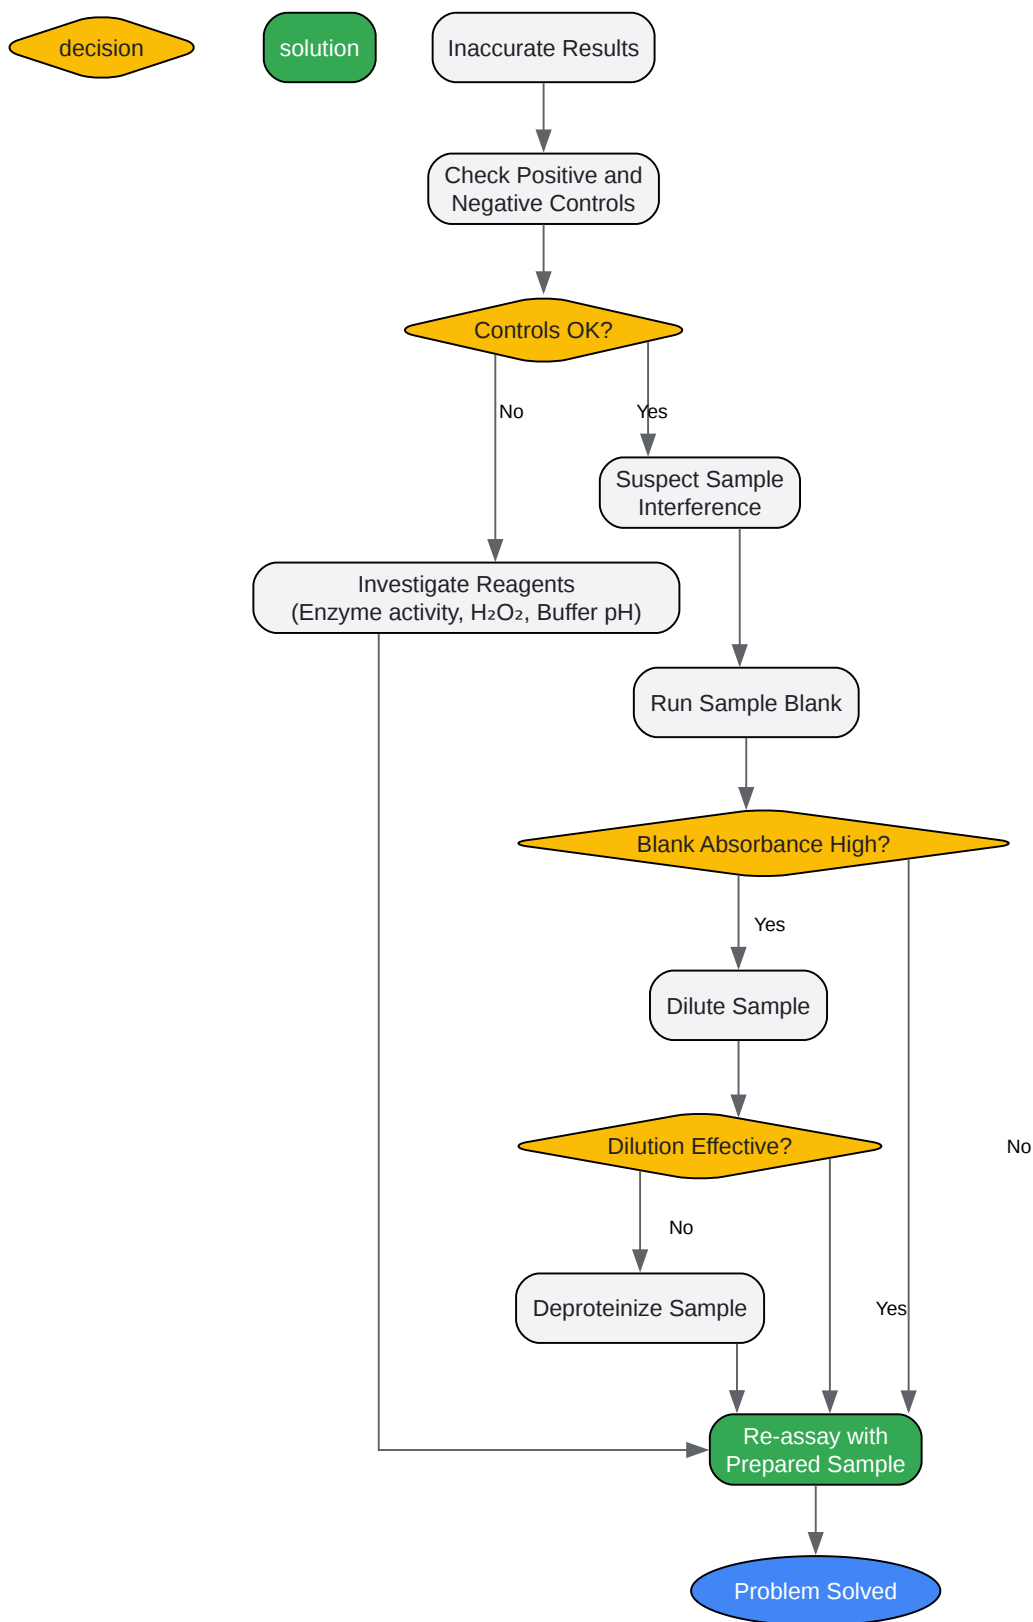 decision
solution
Inaccurate Results
Check Positive and
Negative Controls
Controls OK?
No
Yes
Suspect Sample
Interference
Investigate Reagents
(Enzyme activity, H₂O₂, Buffer pH)
Run Sample Blank
Blank Absorbance High?
Yes
Dilute Sample
Dilution Effective?
No
No
Deproteinize Sample
Yes
Re-assay with
Prepared Sample
Problem Solved